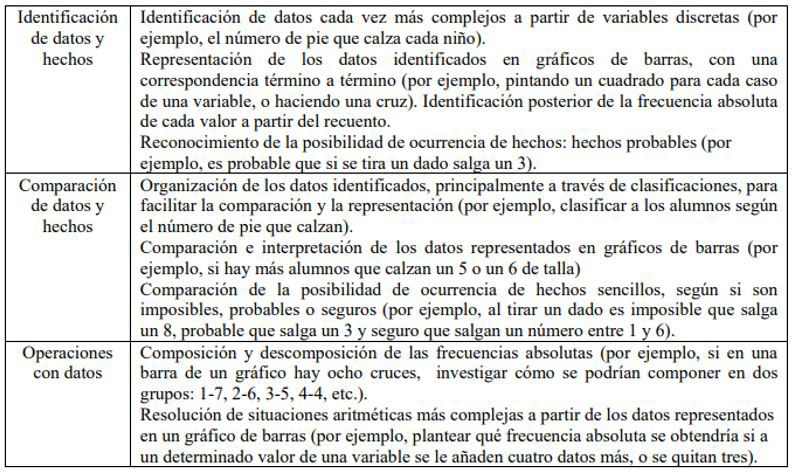 Identificación de datos y hechos
Identificación de datos cada vez más complejos a partir de variables discretas (por
ejemplo, el número de pie que calza cada niño).
Representación de los datos identificados en gráficos de barras, con una
correspondencia término a término (por ejemplo, pintando un cuadrado para cada caso
de una variable, o haciendo una cruz). Identificación posterior de la frecuencia absoluta
de cada valor a partir del recuento.
Reconocimiento de la posibilidad de ocurrencia de hechos: hechos probables (por
ejemplo, es probable que si se tira un dado salga un 3).
Comparación de datos y hechos
Organización de los datos identificados, principalmente a través de clasificaciones, para
facilitar la comparación y la representación (por ejemplo, clasificar a los alumnos según
el número de pie que calzan).
Comparación e interpretación de los datos representados en gráficos de barras (por
ejemplo, si hay más alumnos que calzan un 5 o un 6 de talla)
Comparación de la posibilidad de ocurrencia de hechos sencillos, según si son
imposibles, probables o seguros (por ejemplo, al tirar un dado es imposible que salga
un 8, probable que salga un 3 y seguro que salgan un número entre 1 y 6).
Operaciones con datos
Composición y descomposición de las frecuencias absolutas (por ejemplo, si en una
barra de un gráfico hay ocho cruces, investigar cómo se podrían componer en dos
grupos: 1-7, 2-6, 3-5, 4-4, etc.).
Resolución de situaciones aritméticas más complejas a partir de los datos representados
en un gráfico de barras (por ejemplo, plantear qué frecuencia absoluta se obtendría si a
un determinado valor de una variable se le añaden cuatro datos más, o se quitan tres).